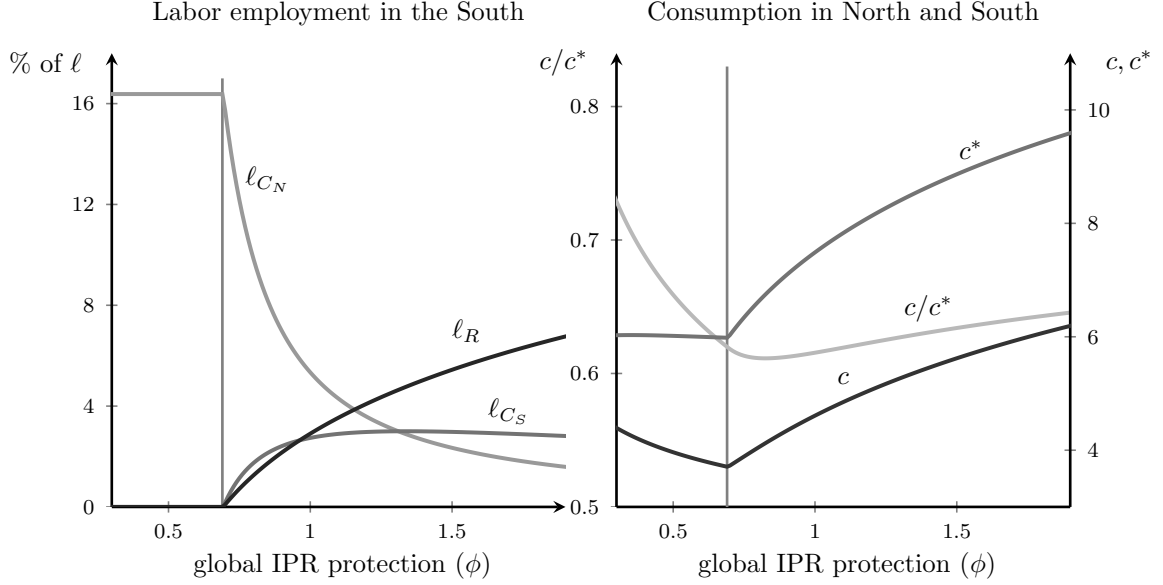 Labor employment in the South
% of ℓ
16
12
8
4
0
0.5
1
1.5
ℓ_{C_N}
ℓ_R
ℓ_{C_S}
global IPR protection (ϕ)
Consumption in North and South
c/c*
c, c*
0.8
0.7
0.6
0.5
10
8
6
4
0.5
1
1.5
c*
c/c*
c
global IPR protection (ϕ)